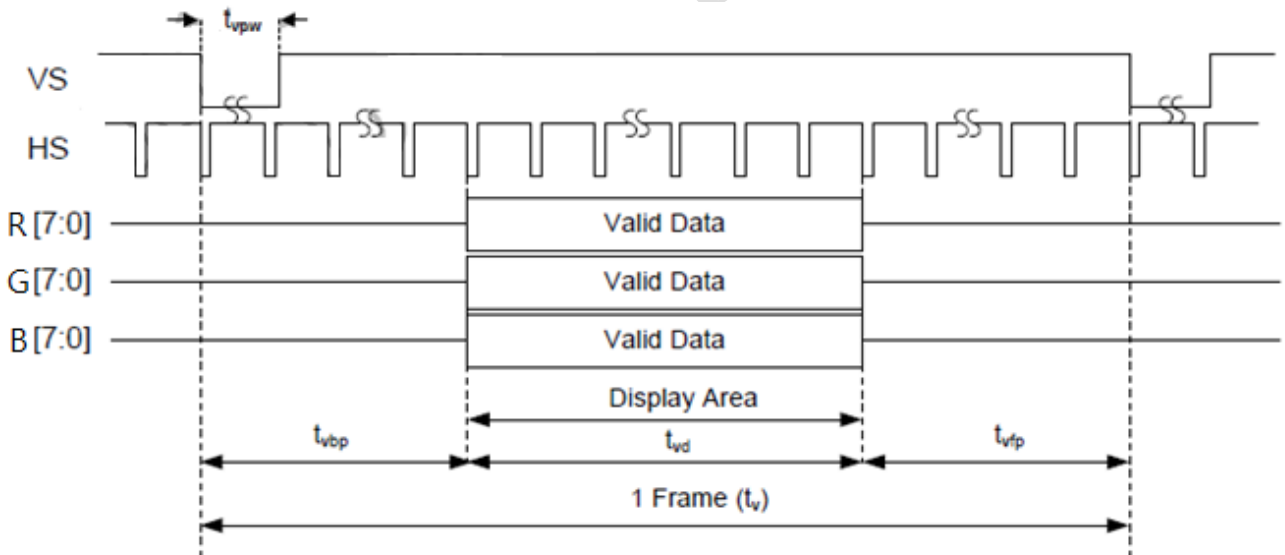 tvpw
VS
HS
R [7:0] Valid Data
G[7:0] Valid Data
B [7:0] Valid Data
Display Area
tvbp tvd tvfp
1 Frame (tv)